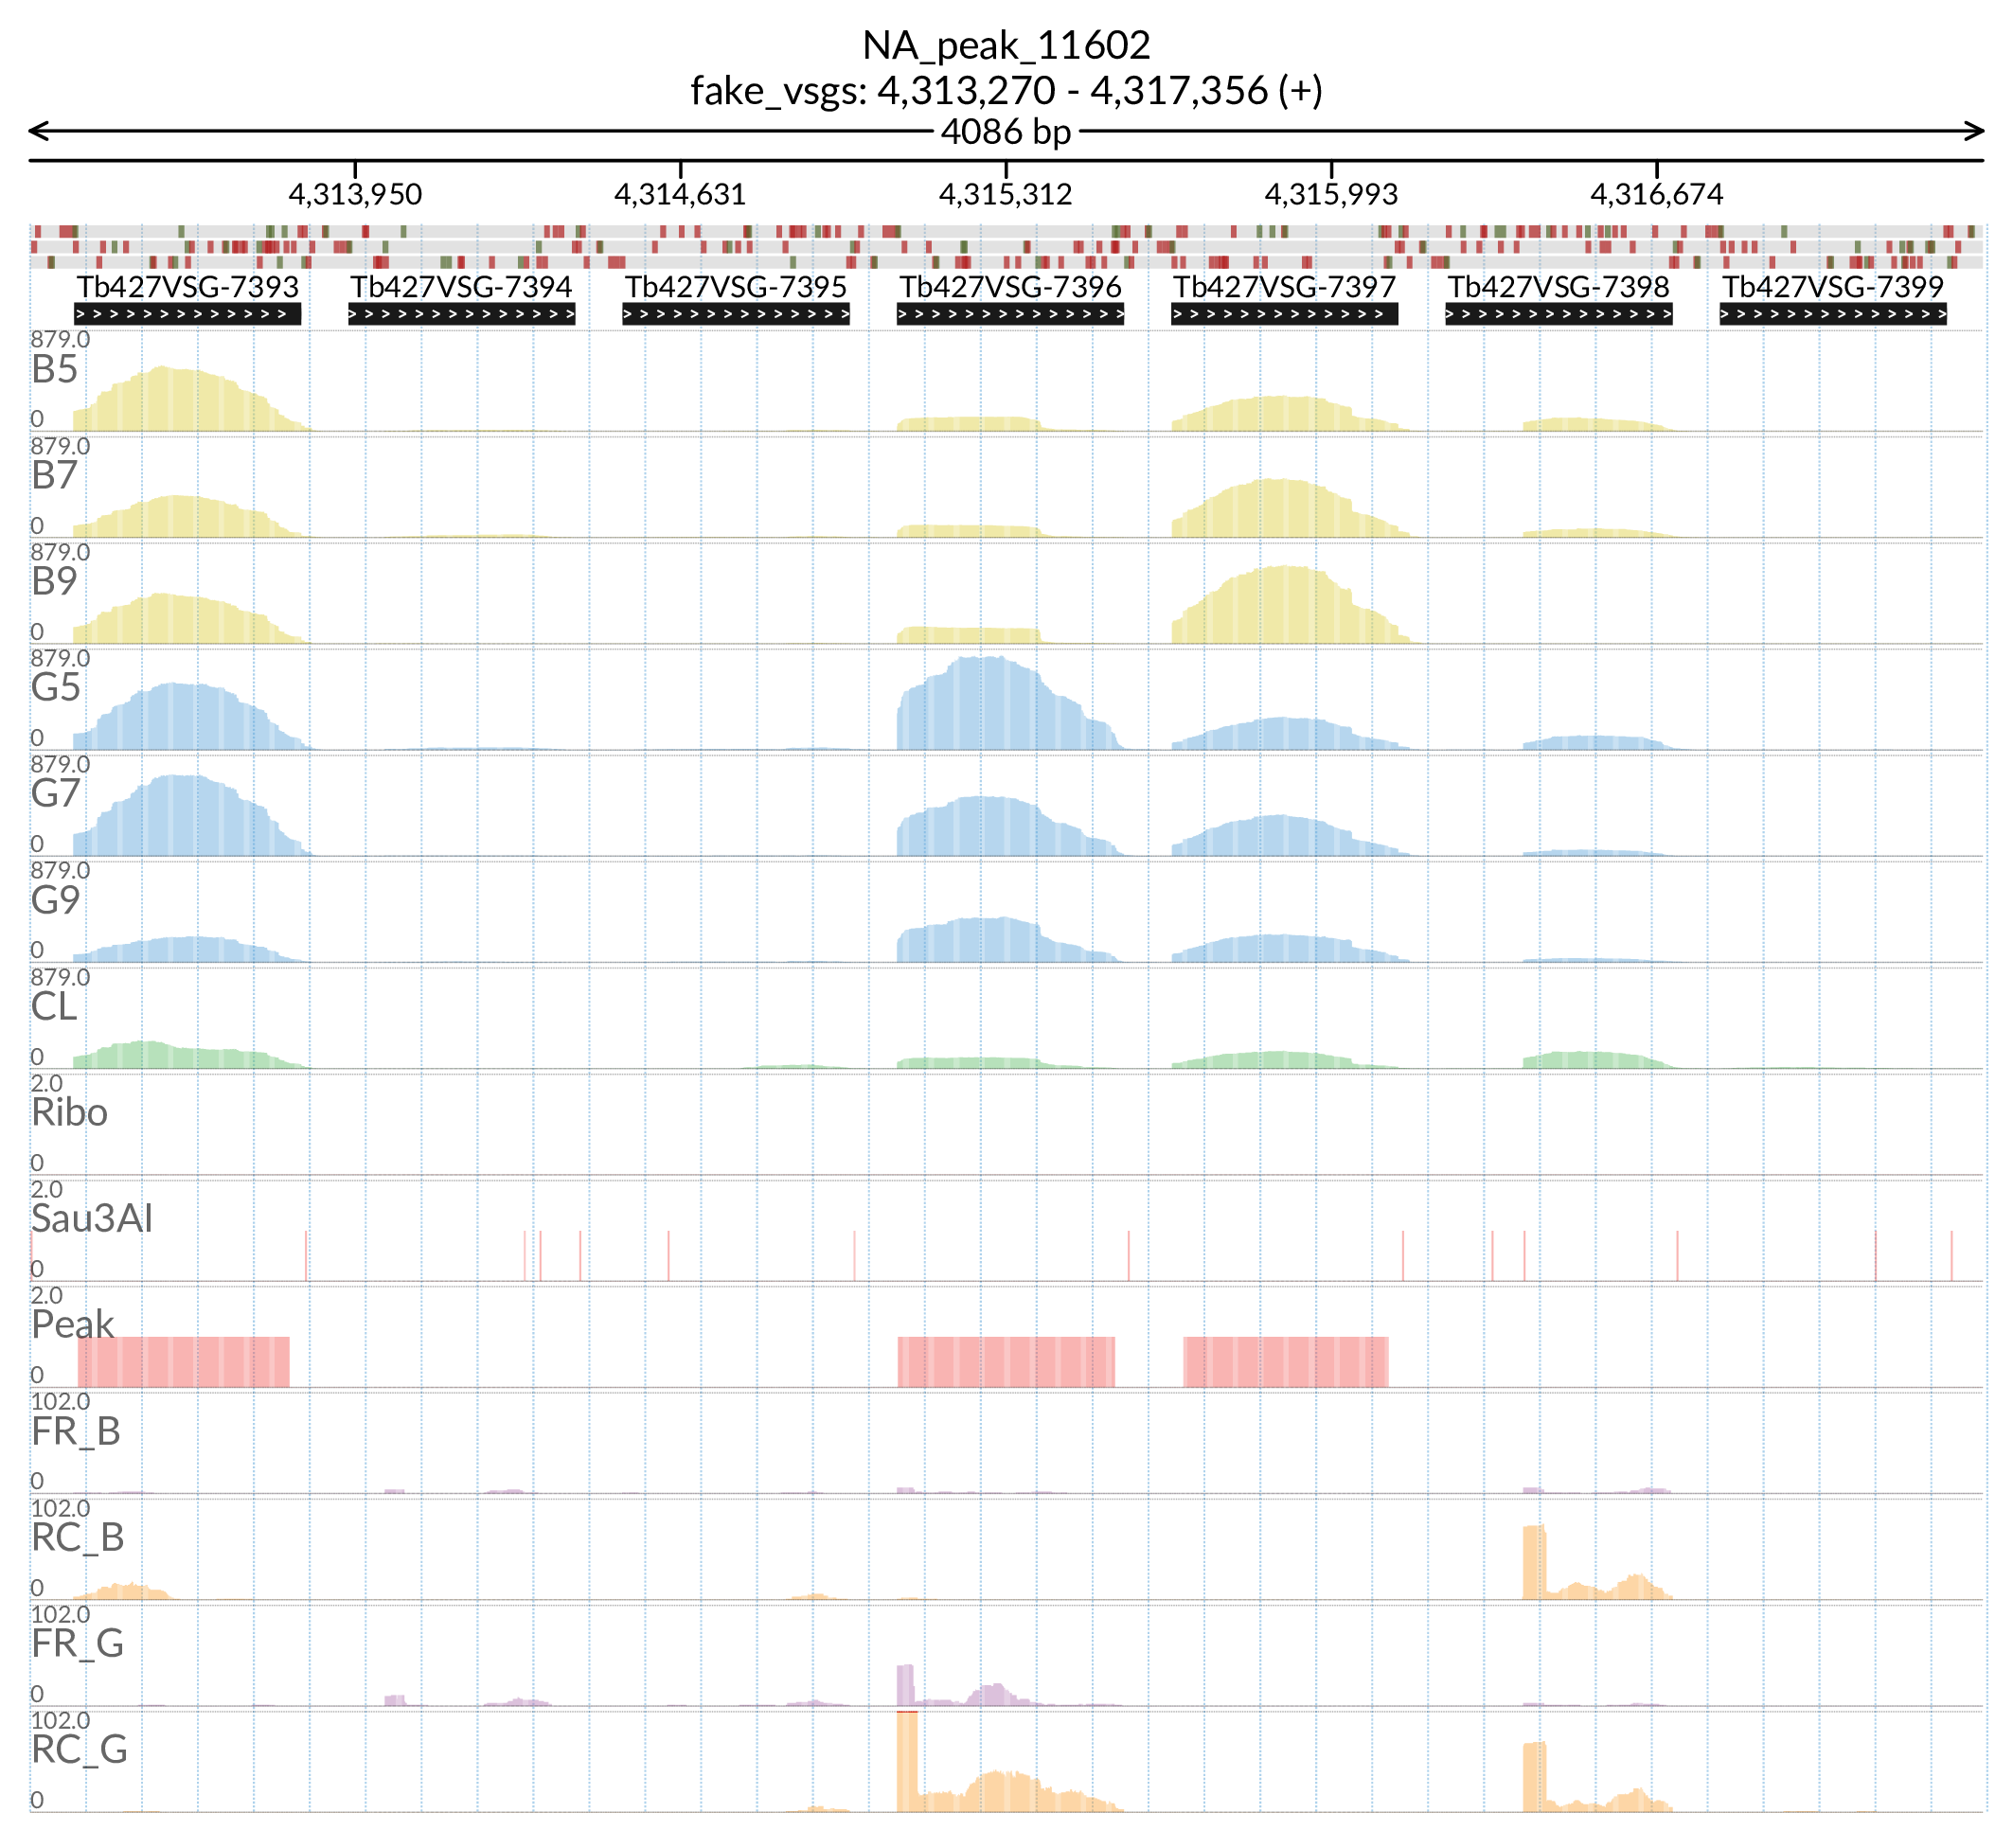 NA_peak_11602
fake_vsgs: 4,313,270 - 4,317,356 (+)
4086 bp
4,313,950 4,314,631 4,315,312 4,315,993 4,316,674
Tb427VSG-7393 Tb427VSG-7394 Tb427VSG-7395 Tb427VSG-7396 Tb427VSG-7397 Tb427VSG-7398 Tb427VSG-7399
879.0
B5
0
879.0
B7
0
879.0
B9
0
879.0
G5
0
879.0
G7
0
879.0
G9
0
879.0
CL
0
2.0
Ribo
0
2.0
Sau3AI
0
2.0
Peak
0
102.0
FR_B
0
102.0
RC_B
0
102.0
FR_G
0
102.0
RC_G
0